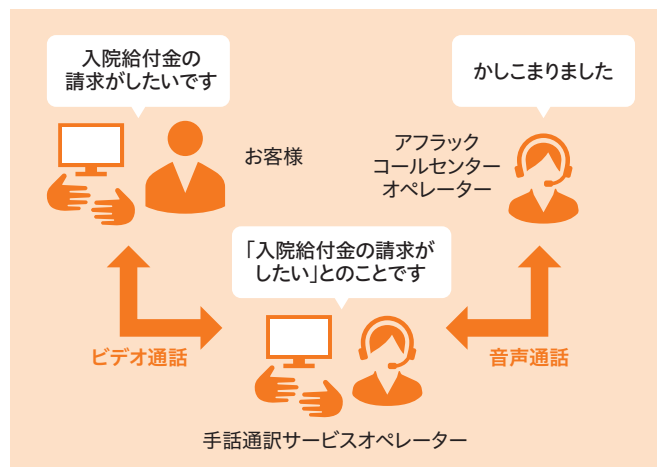 入院給付金の
請求がしたいです
かしこまりました
お客様
アフラック
コールセンター
オペレーター
「入院給付金の請求が
したい」とのことです
ビデオ通話
音声通話
手話通訳サービスオペレーター